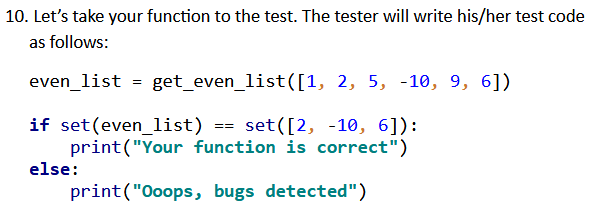 10. Let’s take your function to the test. The tester will write his/her test code
as follows:
even_list = get_even_list([1, 2, 5, -10, 9, 6])
if set(even_list) == set([2, -10, 6]):
    print("Your function is correct")
else:
    print("Ooops, bugs detected")